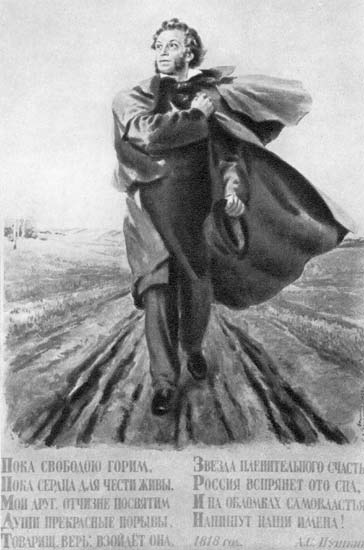 Пока свободою горим,
Пока сердца для чести живы,
Мой друг, отчизне посвятим
Души прекрасные порывы.
Товарищ, верь: взойдёт она,
Звезда пленительного счасть
Россия вспрянет ото сна,
И на обломках самовластья
Напишут наши имена!
1818 год. А.С. Пушкин